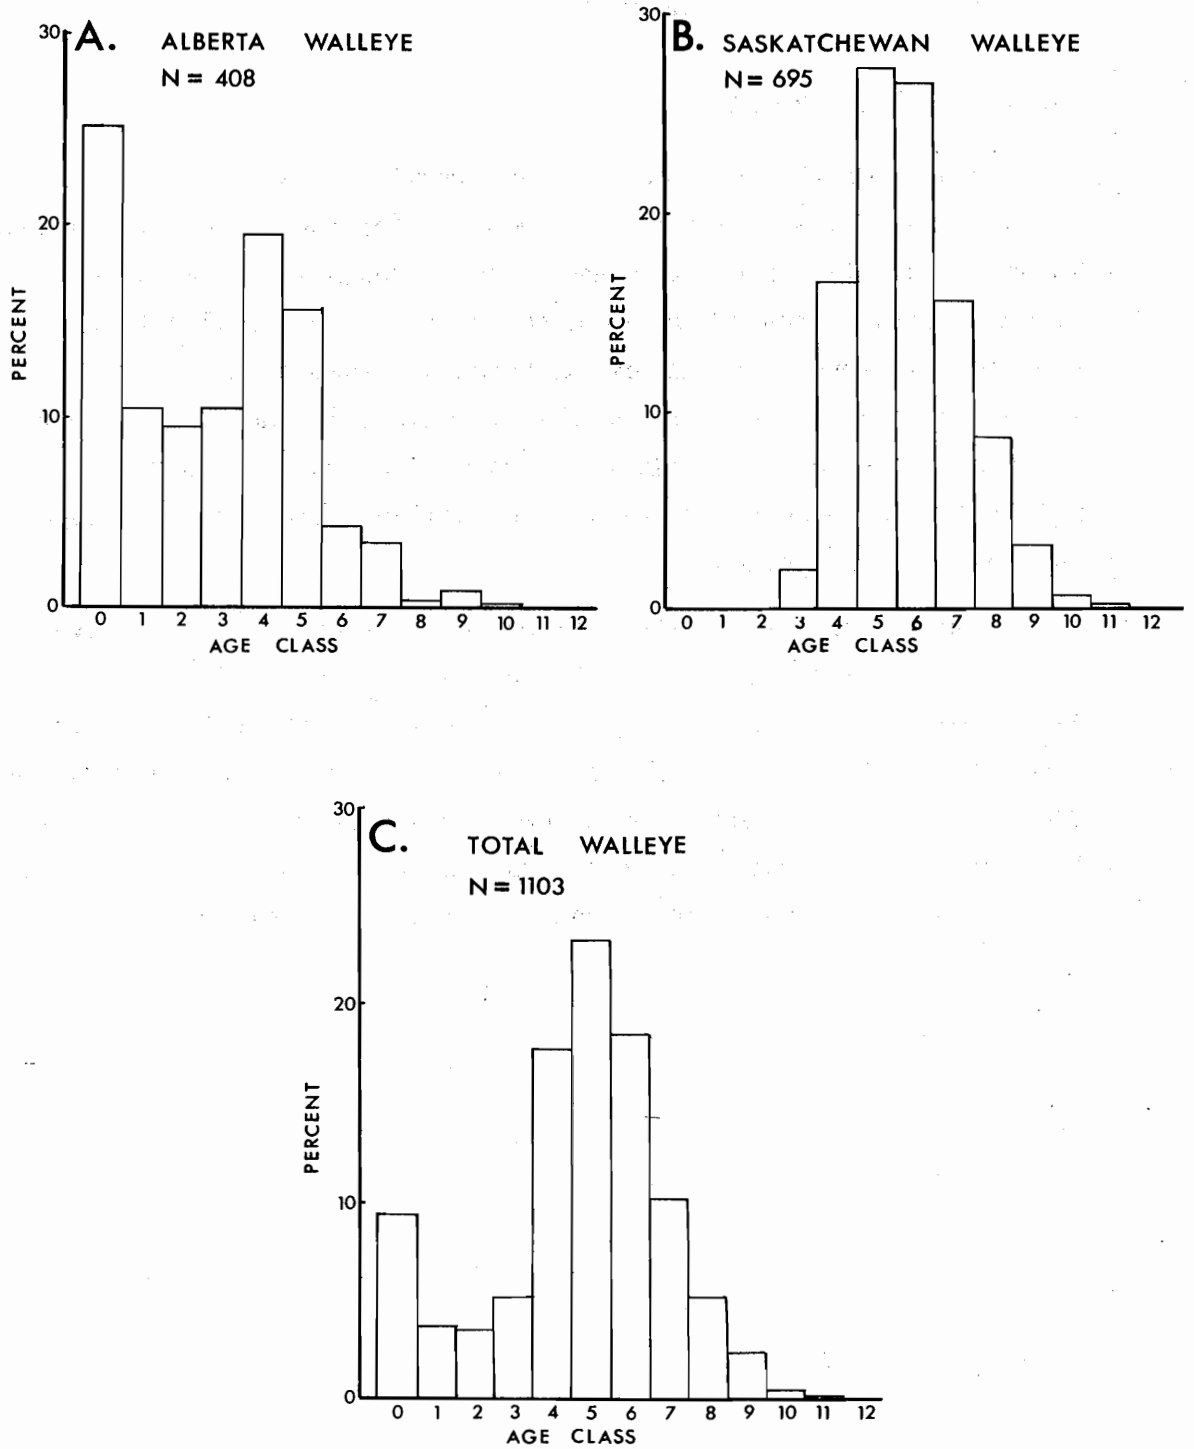 A. ALBERTA WALLEYE
N = 408
30
20
10
0
PERCENT
0 1 2 3 4 5 6 7 8 9 10 11 12
AGE CLASS
B. SASKATCHEWAN WALLEYE
N = 695
30
20
10
0
PERCENT
0 1 2 3 4 5 6 7 8 9 10 11 12
AGE CLASS
C. TOTAL WALLEYE
N = 1103
30
20
10
0
PERCENT
0 1 2 3 4 5 6 7 8 9 10 11 12
AGE CLASS